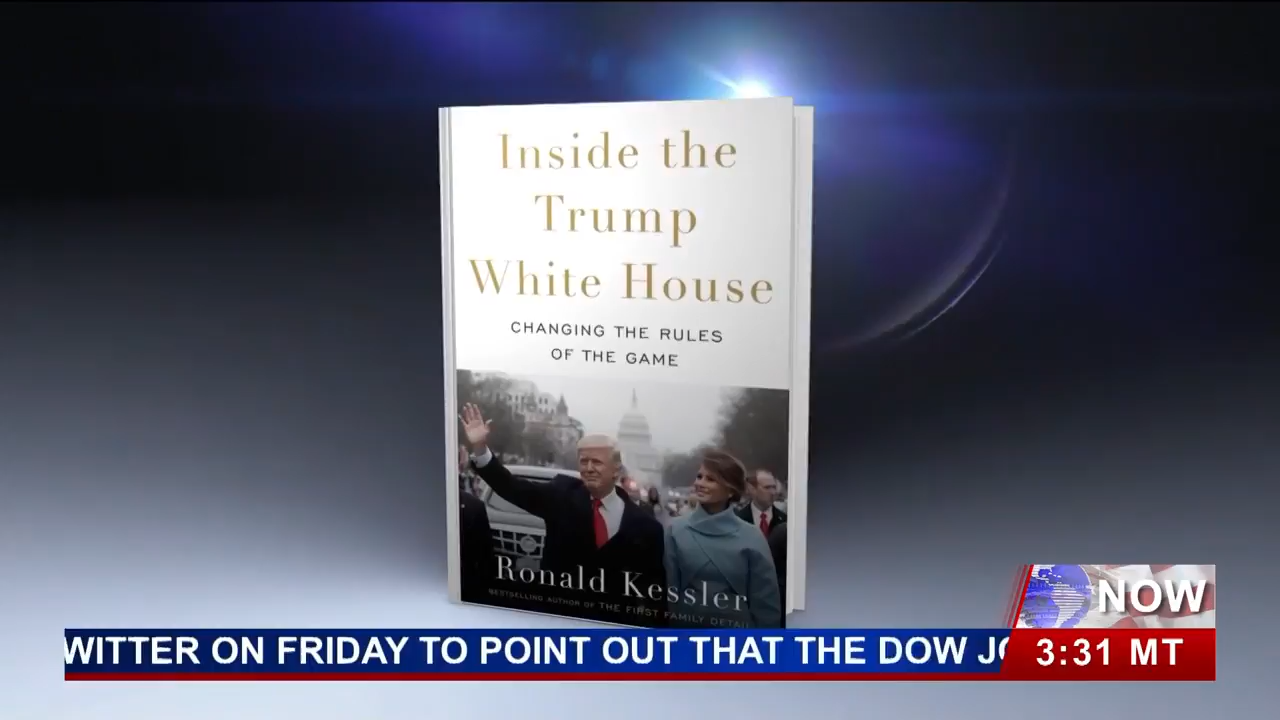 Inside the
Trump
White House
CHANGING THE RULES
OF THE GAME
Ronald Kessler
BESTSELLING AUTHOR OF THE FIRST FAMILY DETAIL
WITTER ON FRIDAY TO POINT OUT THAT THE DOW JO
NOW
3:31 MT